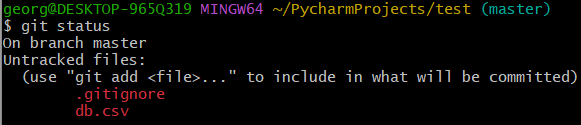 georg@DESKTOP-965Q319 MINGW64 ~/PycharmProjects/test (master)
$ git status
On branch master
Untracked files:
  (use "git add <file>..." to include in what will be committed)
        .gitignore
        db.csv